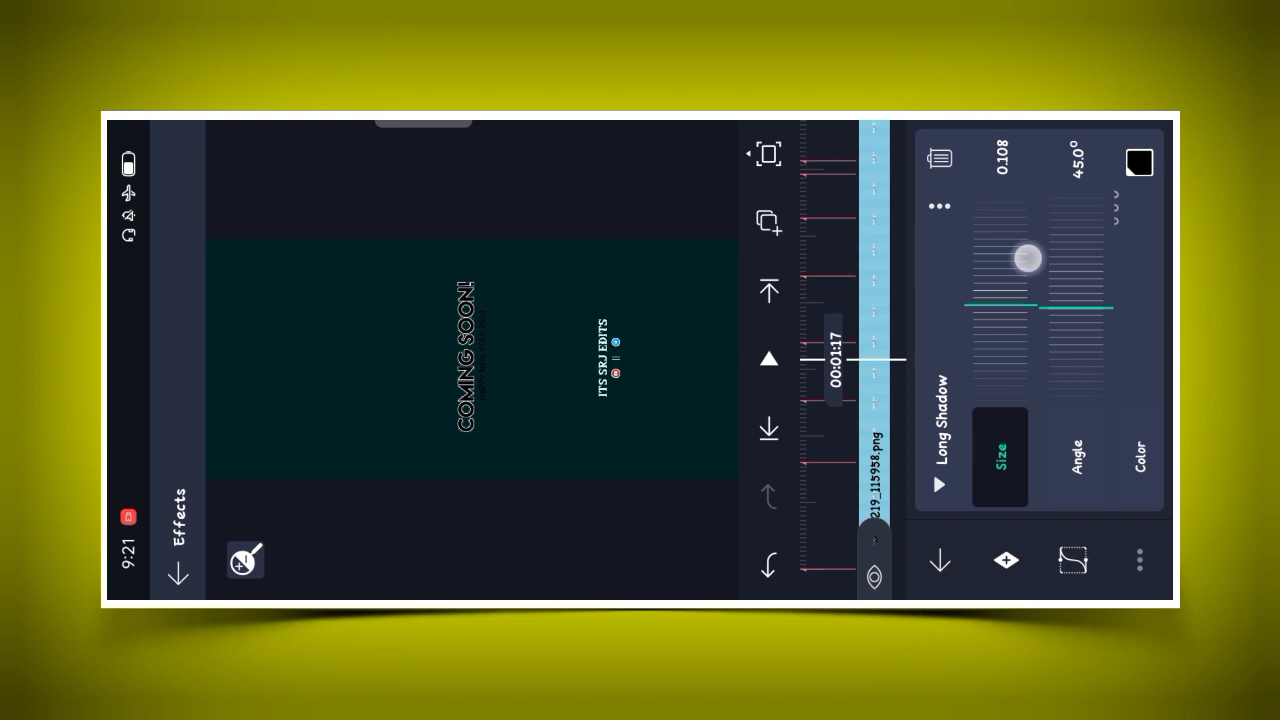 9:21
Effects
COMING SOON!
ITS SRJ EDITS
00:01:17
219_115958.png
Long Shadow
Size
0.108
Angle
45.0°
Color